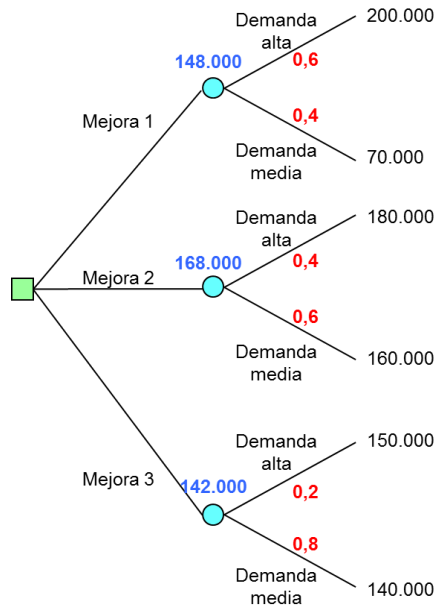 Demanda
alta
200.000
148.000
0,6
Mejora 1
0,4
Demanda
media
70.000
Demanda
alta
180.000
168.000
0,4
Mejora 2
0,6
Demanda
media
160.000
Demanda
alta
150.000
Mejora 3
142.000
0,2
0,8
Demanda
media
140.000